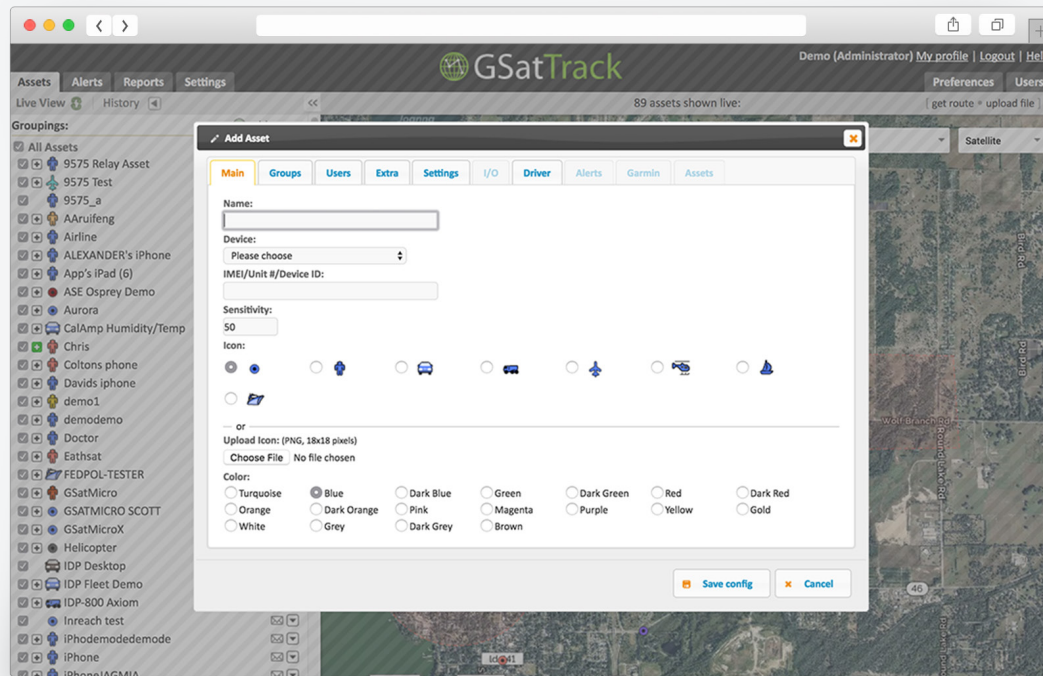 GSatTrack
Demo (Administrator) My profile | Logout | Hel
Assets Alerts Reports Settings
Preferences Users
Live View History
89 assets shown live:
[ get route * upload file ]
Groupings:
All Assets
9575 Relay Asset
9575 Test
9575_a
AAruifeng
Airline
ALEXANDER's iPhone
App's iPad (6)
ASE Osprey Demo
Aurora
CalAmp Humidity/Temp
Chris
Coltons phone
Davids iphone
demo1
demodemo
Doctor
Eathsat
FEDPOL-TESTER
GSatMicro
GSATMICRO SCOTT
GSatMicroX
Helicopter
IDP Desktop
IDP Fleet Demo
IDP-800 Axiom
Inreach test
iPhodemodedemode
iPhone
Add Asset
Main Groups Users Extra Settings I/O Driver Alerts Garmin Assets
Name:
Device:
Please choose
IMEI/Unit #/Device ID:
Sensitivity:
50
Icon:
or
Upload Icon: (PNG, 18x18 pixels)
Choose File No file chosen
Color:
Turquoise Blue Dark Blue Green Dark Green Red Dark Red
Orange Dark Orange Pink Magenta Purple Yellow Gold
White Grey Dark Grey Brown
Save config Cancel
Satellite
Bird Rd
Bird Rd
Wolf Branch Rd
Round Lake Rd
46